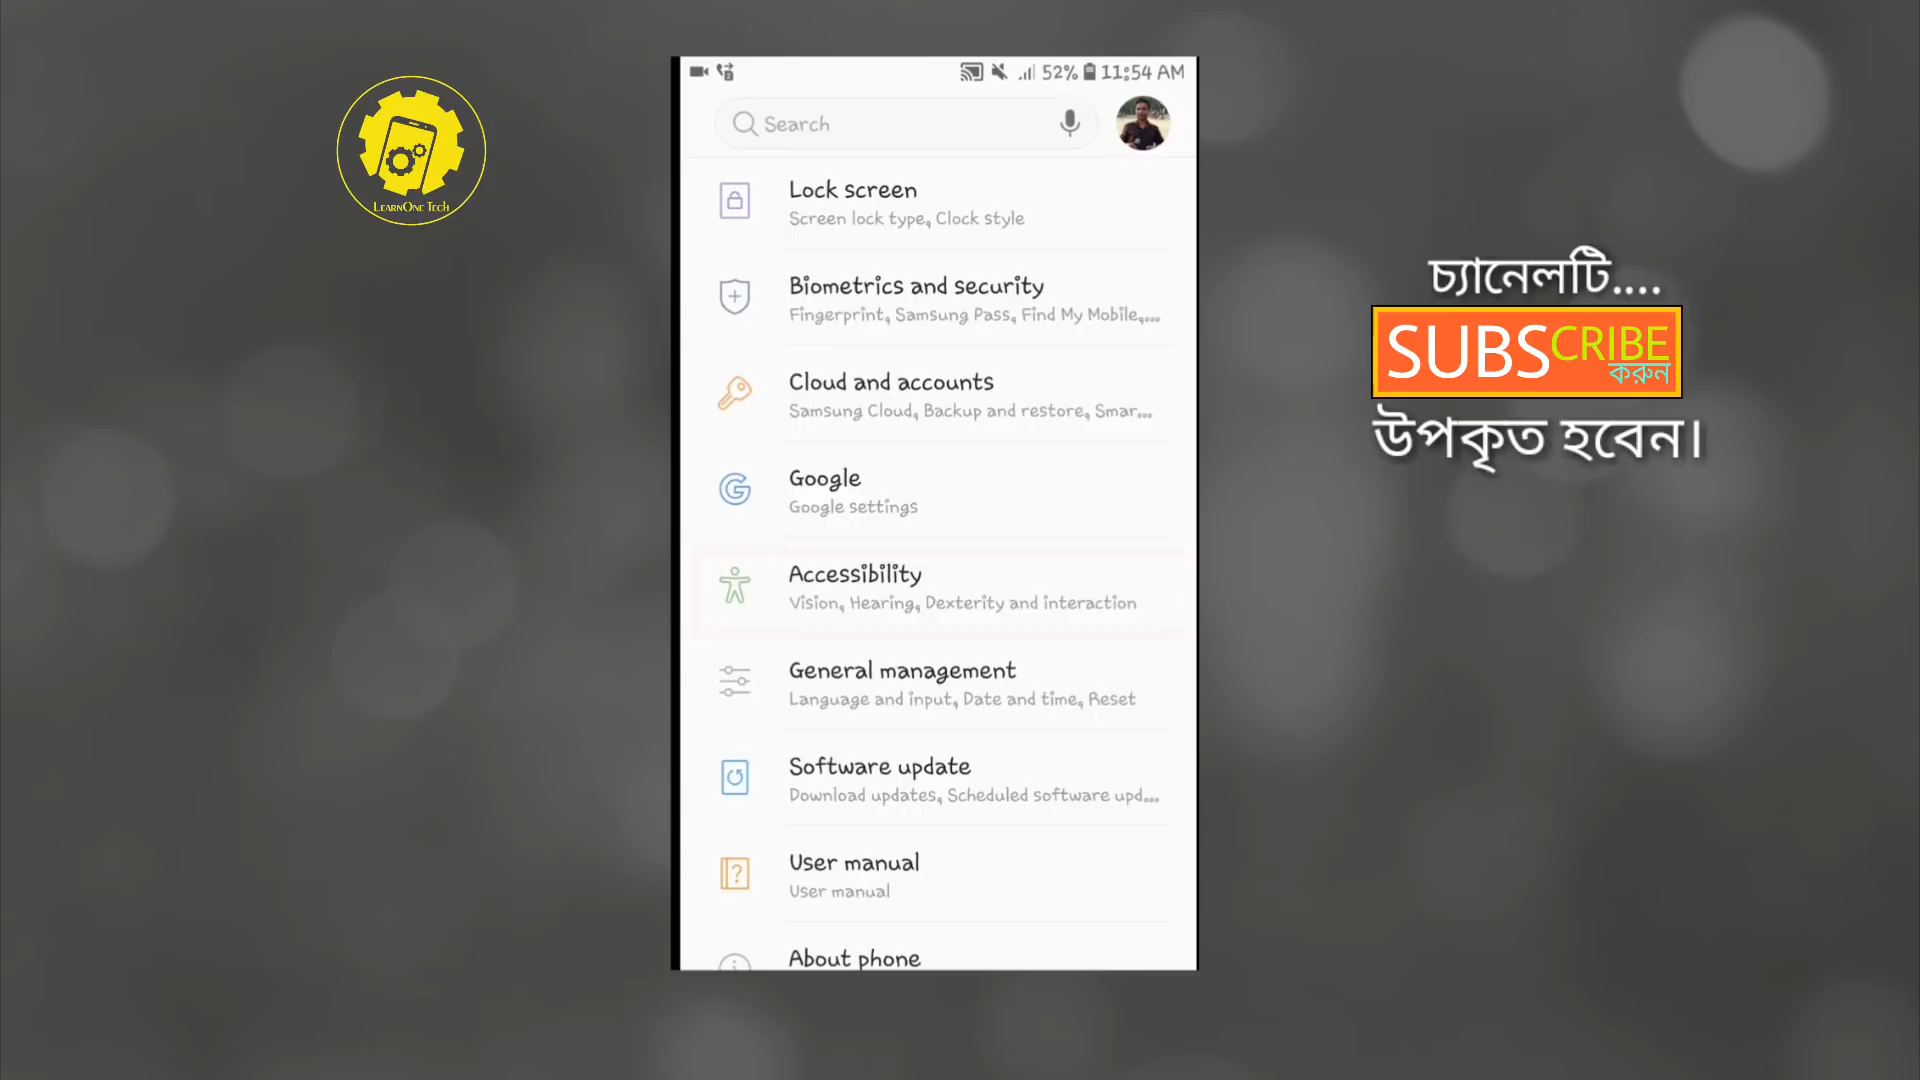 LEARNONE TECH
52% 11:54 AM
Search
Lock screen
Screen lock type, Clock style
Biometrics and security
Fingerprint, Samsung Pass, Find My Mobile,...
Cloud and accounts
Samsung Cloud, Backup and restore, Smar...
Google
Google settings
Accessibility
Vision, Hearing, Dexterity and interaction
General management
Language and input, Date and time, Reset
Software update
Download updates, Scheduled software upd...
User manual
User manual
About phone
চ্যানেলটি....
SUBSCRIBE
করুন
উপকৃত হবেন।